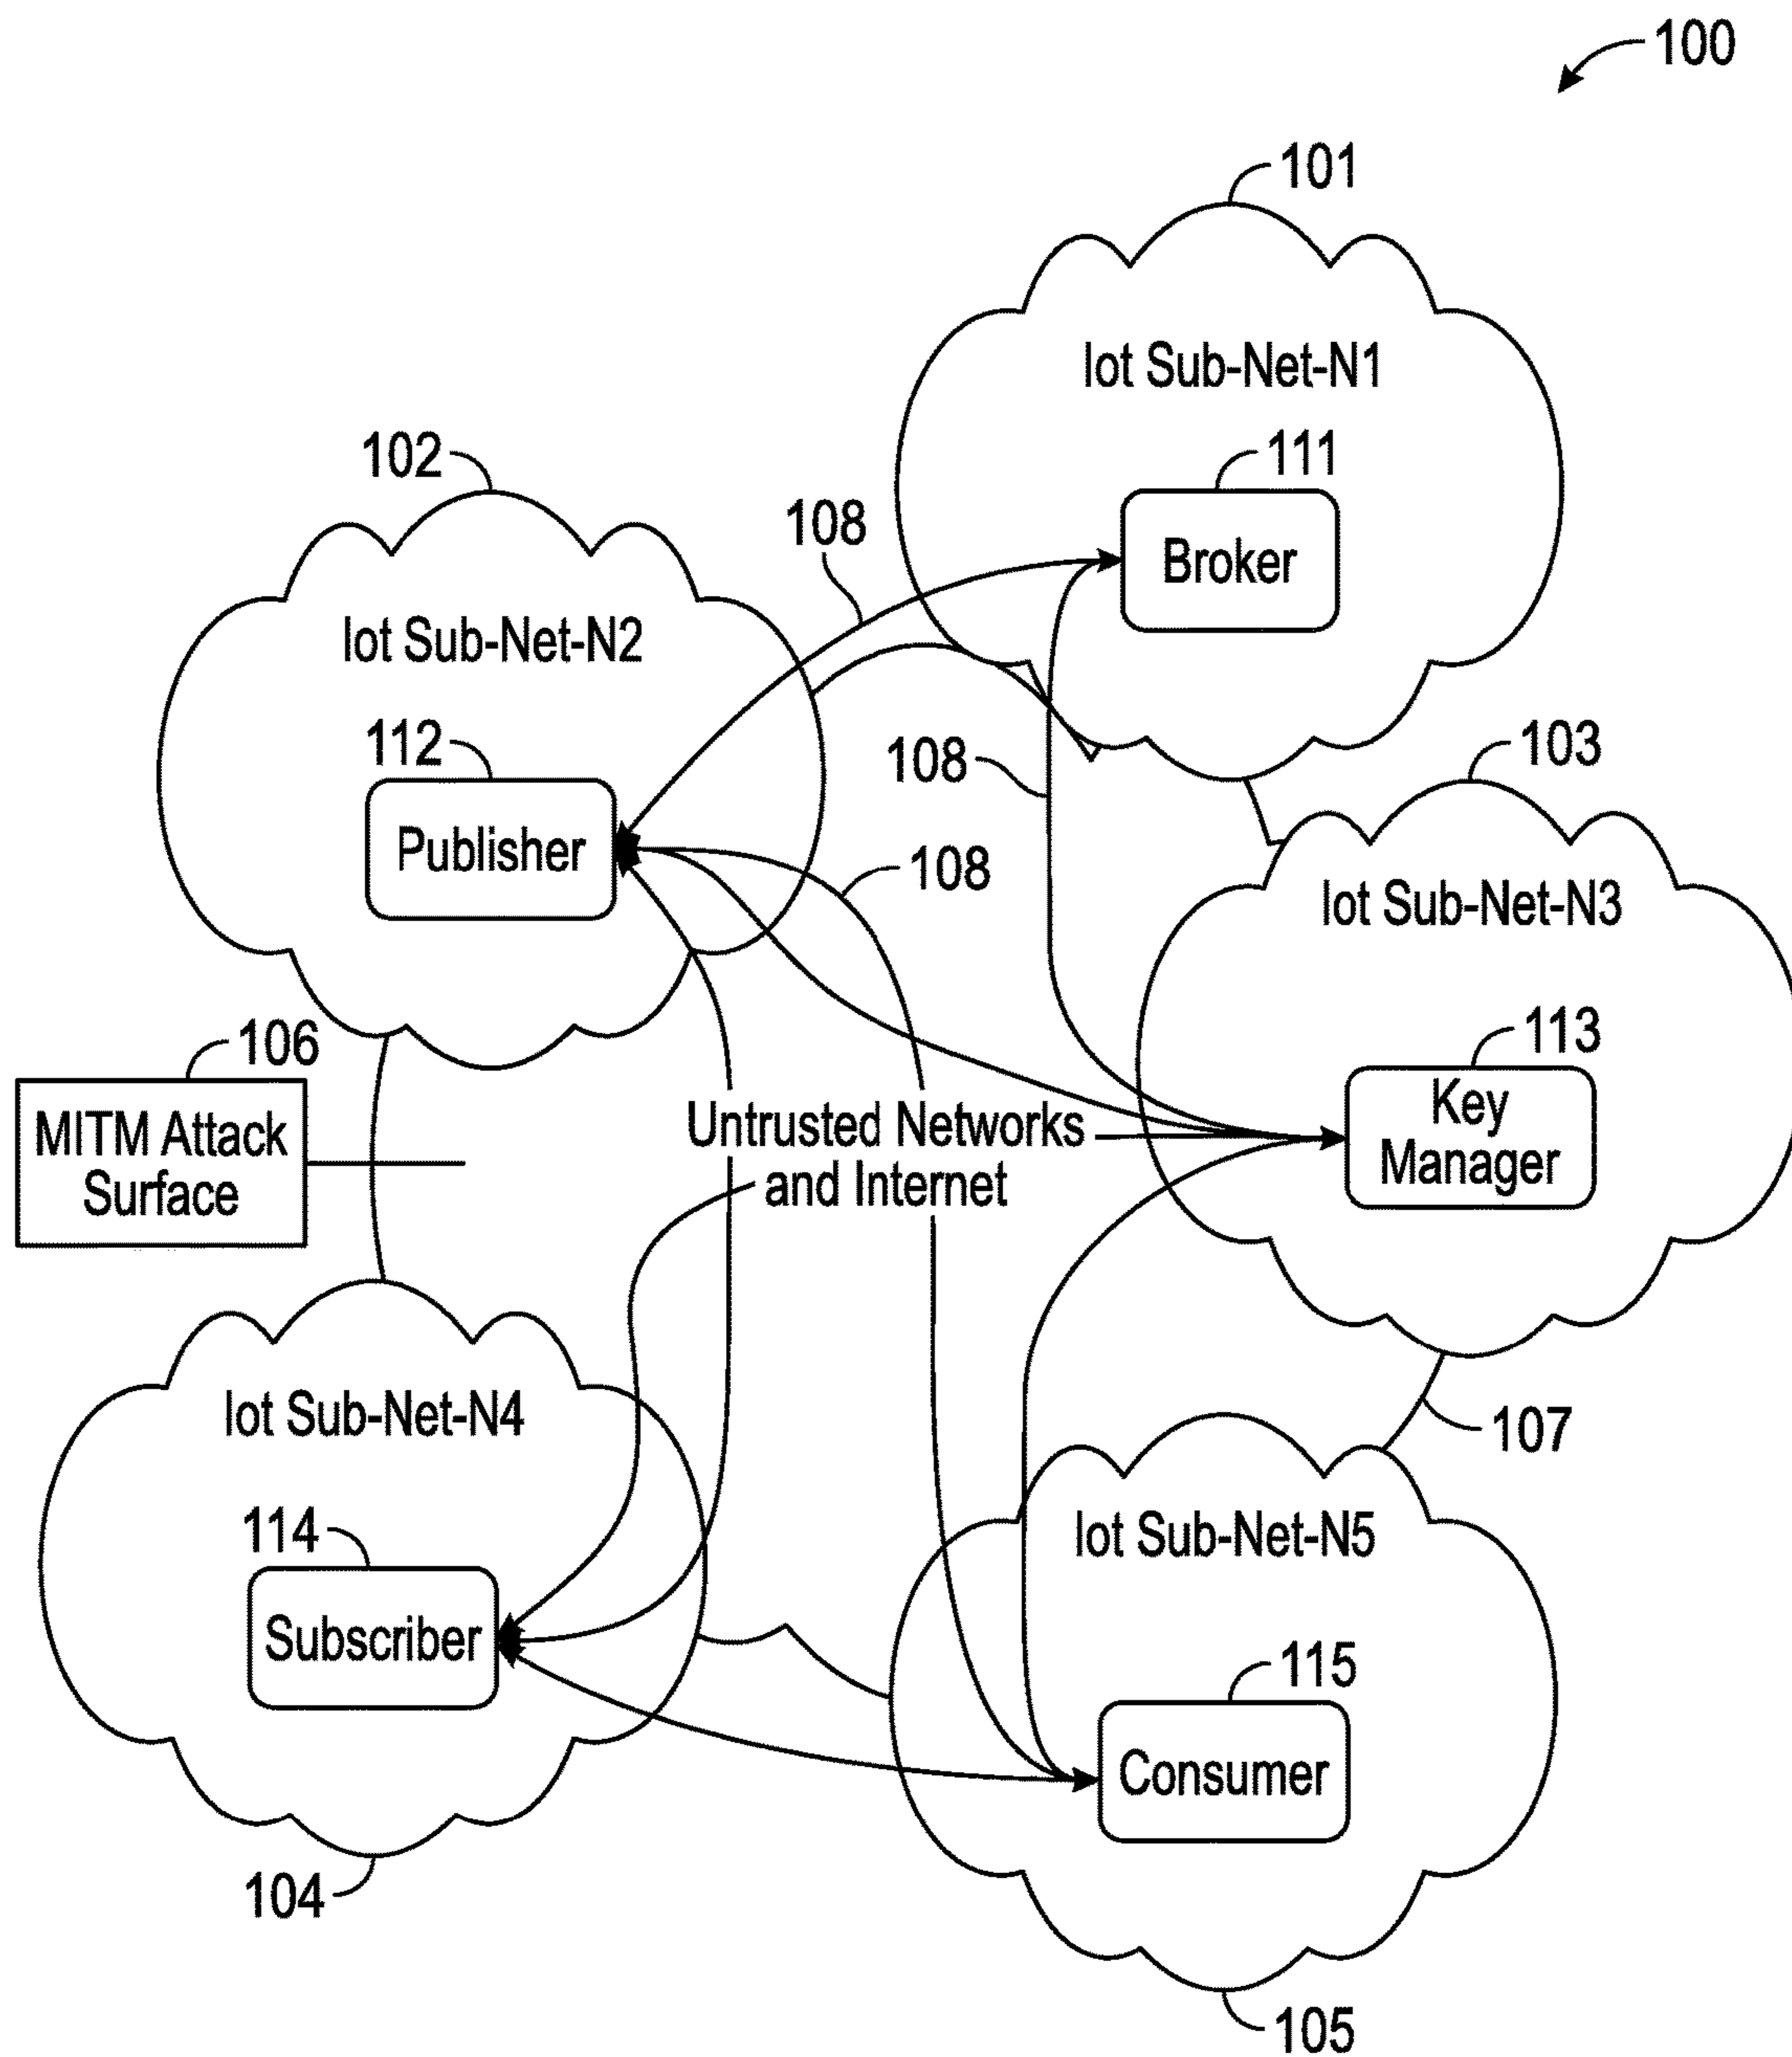 100
101
Iot Sub-Net-N1
111
Broker
102
108
Iot Sub-Net-N2
112
Publisher
108
108
103
Iot Sub-Net-N3
113
Key
Manager
106
MITM Attack
Surface
Untrusted Networks
and Internet
107
Iot Sub-Net-N4
114
Subscriber
104
Iot Sub-Net-N5
115
Consumer
105